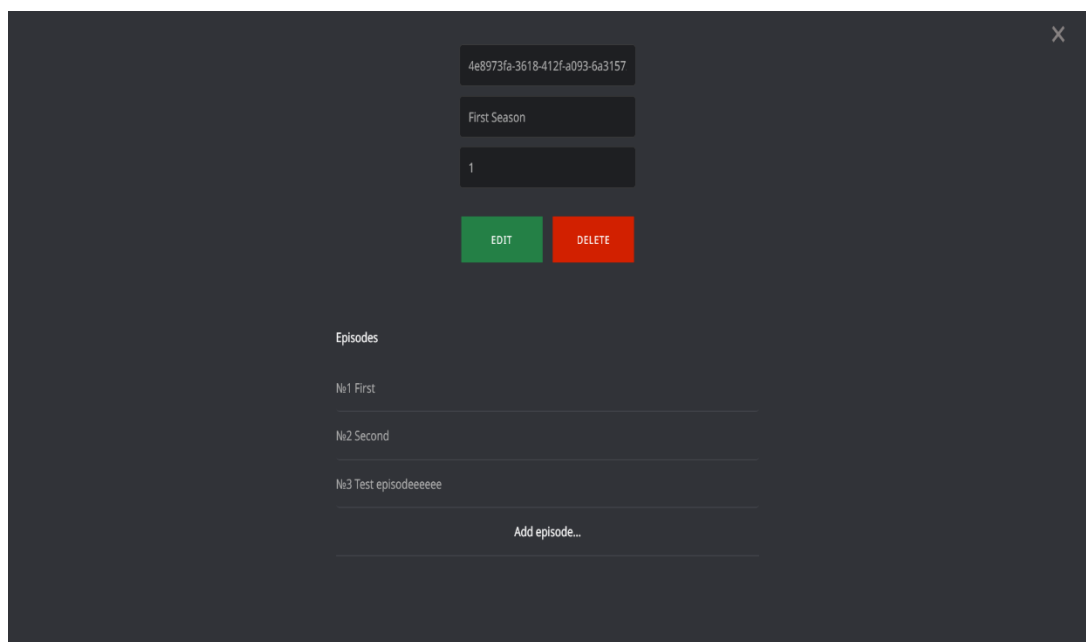 X
4e8973fa-3618-412f-a093-6a3157
First Season
1
EDIT DELETE
Episodes
№1 First
№2 Second
№3 Test episodeeeeee
Add episode...